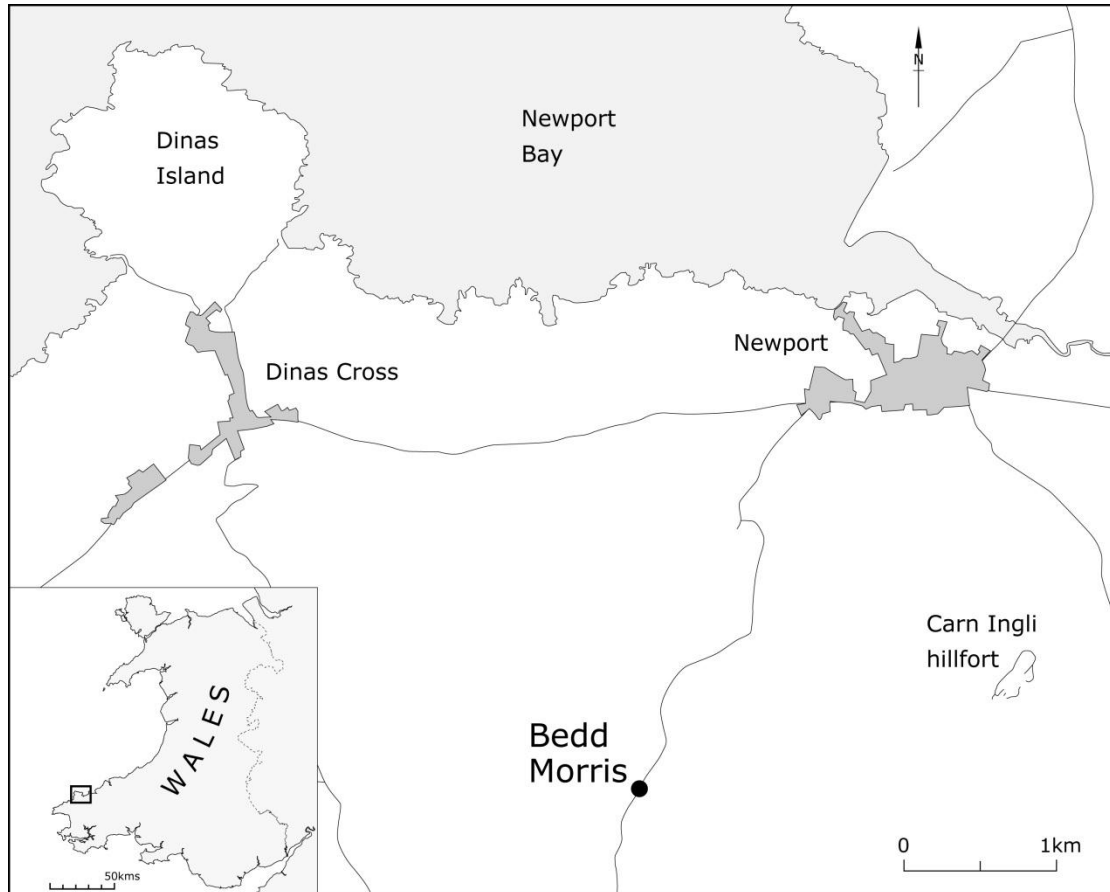 N
Dinas
Island
Newport
Bay
Newport
Dinas Cross
Carn Ingli
hillfort
Bedd
Morris
WALES
50kms
0 1km